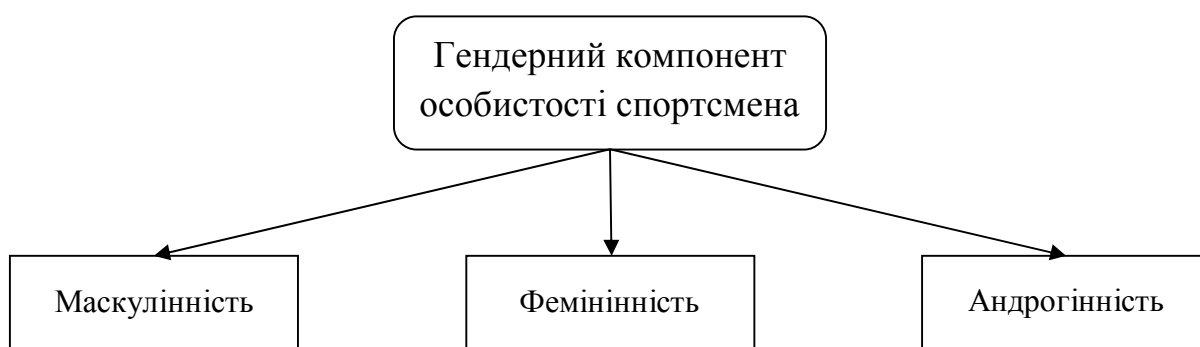 Гендерний компонент
особистості спортсмена
Маскулінність
Фемінінність
Андрогінність